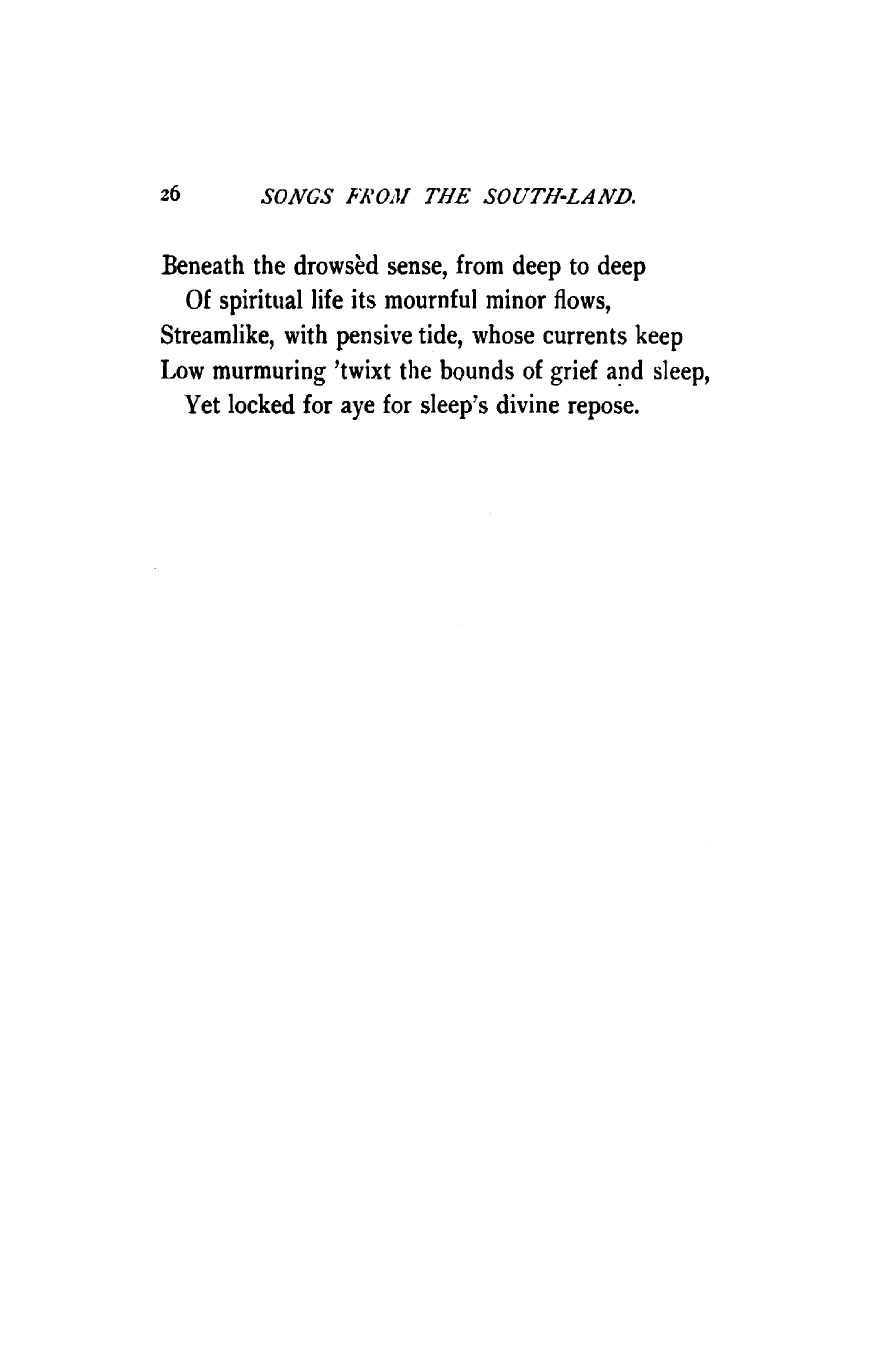 26 SONGS FROM THE SOUTH-LAND.
Beneath the drowsèd sense, from deep to deep
Of spiritual life its mournful minor flows,
Streamlike, with pensive tide, whose currents keep
Low murmuring ’twixt the bounds of grief and sleep,
Yet locked for aye for sleep’s divine repose.